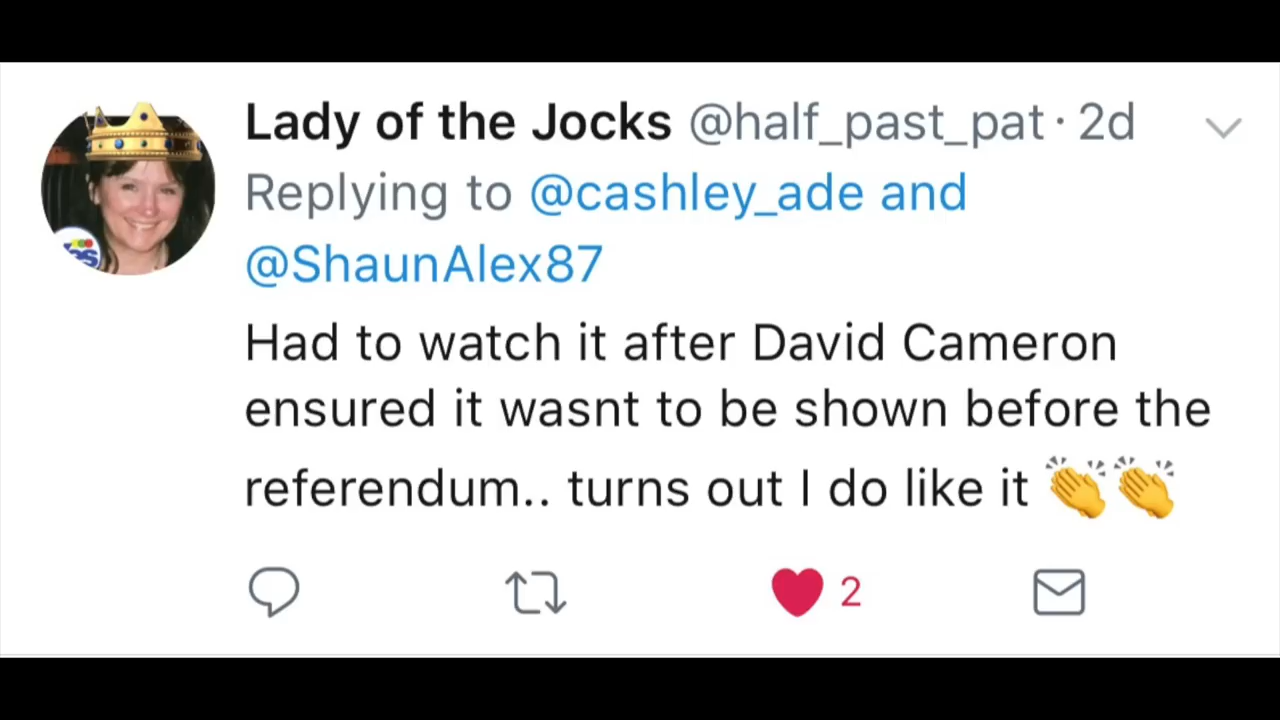 Lady of the Jocks @half_past_pat · 2d
Replying to @cashley_ade and
@ShaunAlex87
Had to watch it after David Cameron
ensured it wasnt to be shown before the
referendum.. turns out I do like it 👏👏
2